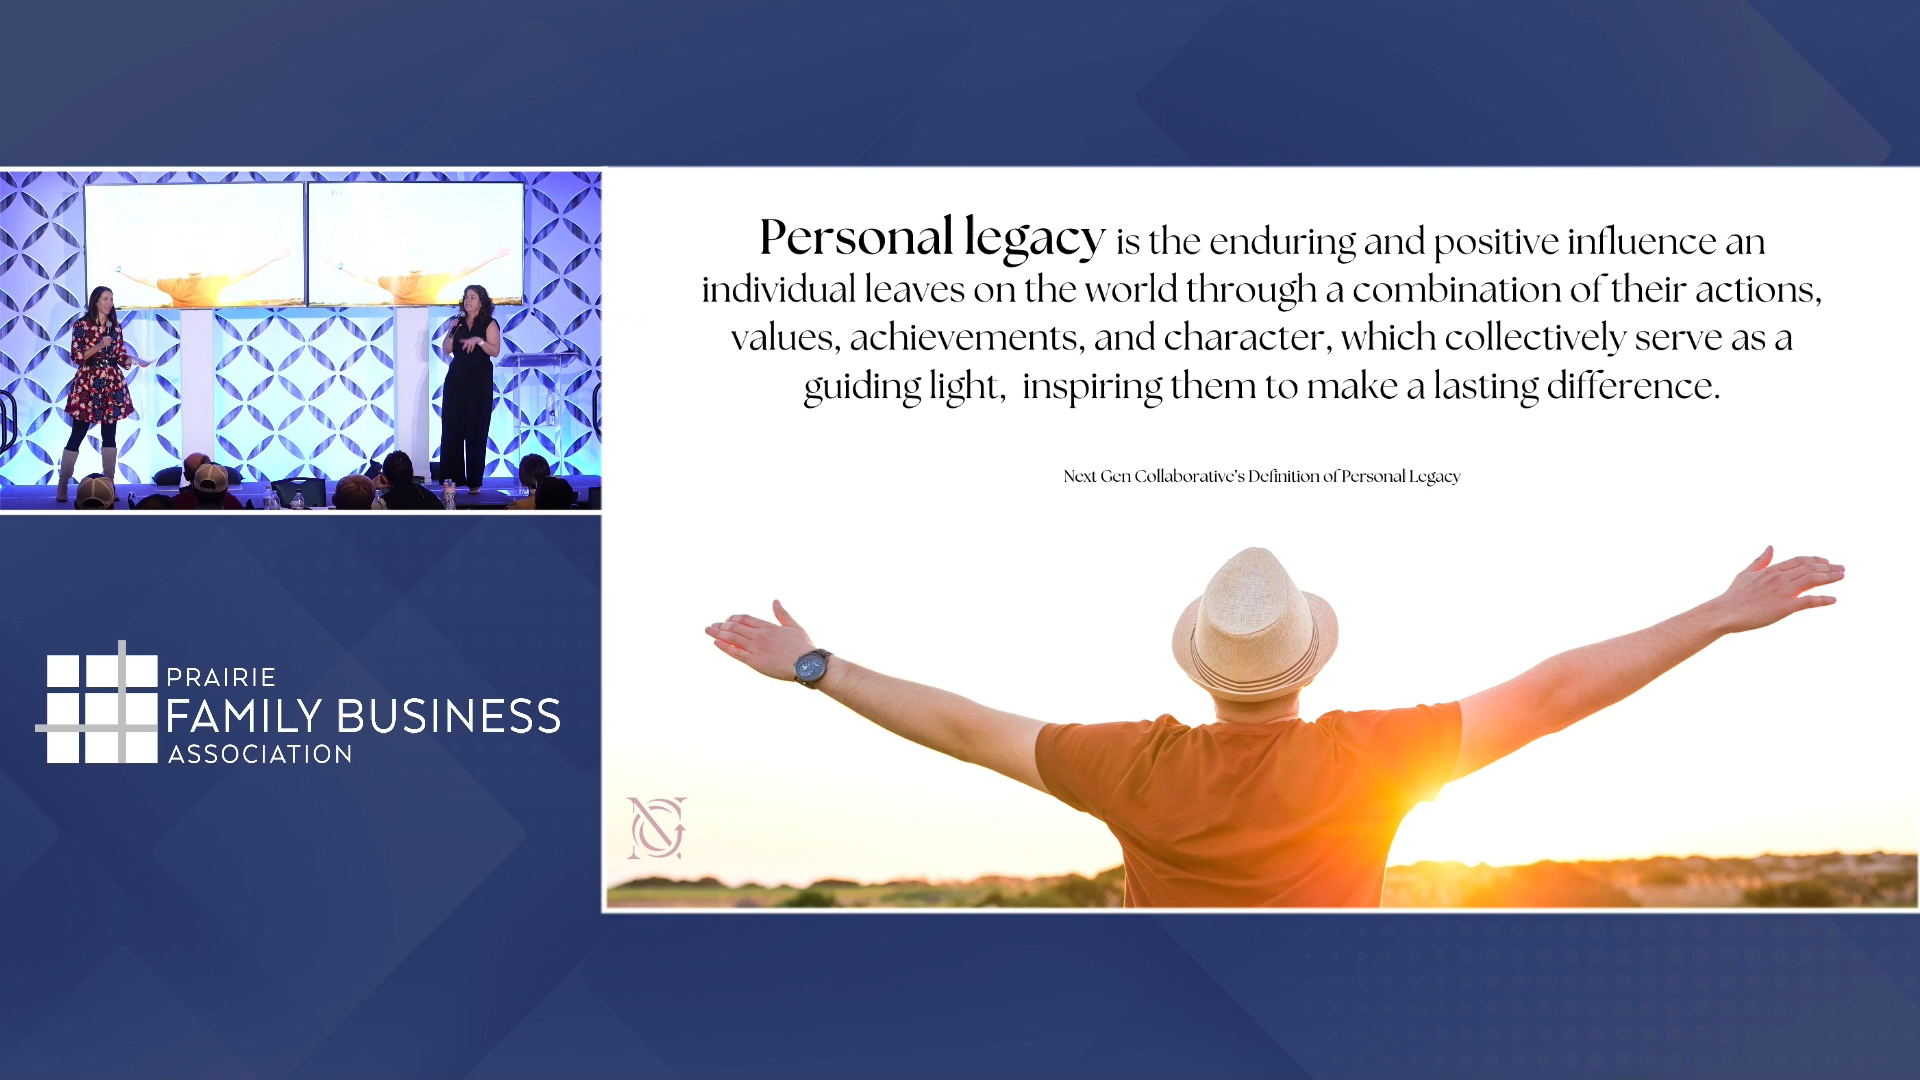 Personal legacy is the enduring and positive influence an
individual leaves on the world through a combination of their actions,
values, achievements, and character, which collectively serve as a
guiding light, inspiring them to make a lasting difference.
Next Gen Collaborative's Definition of Personal Legacy
PRAIRIE
FAMILY BUSINESS
ASSOCIATION
NG